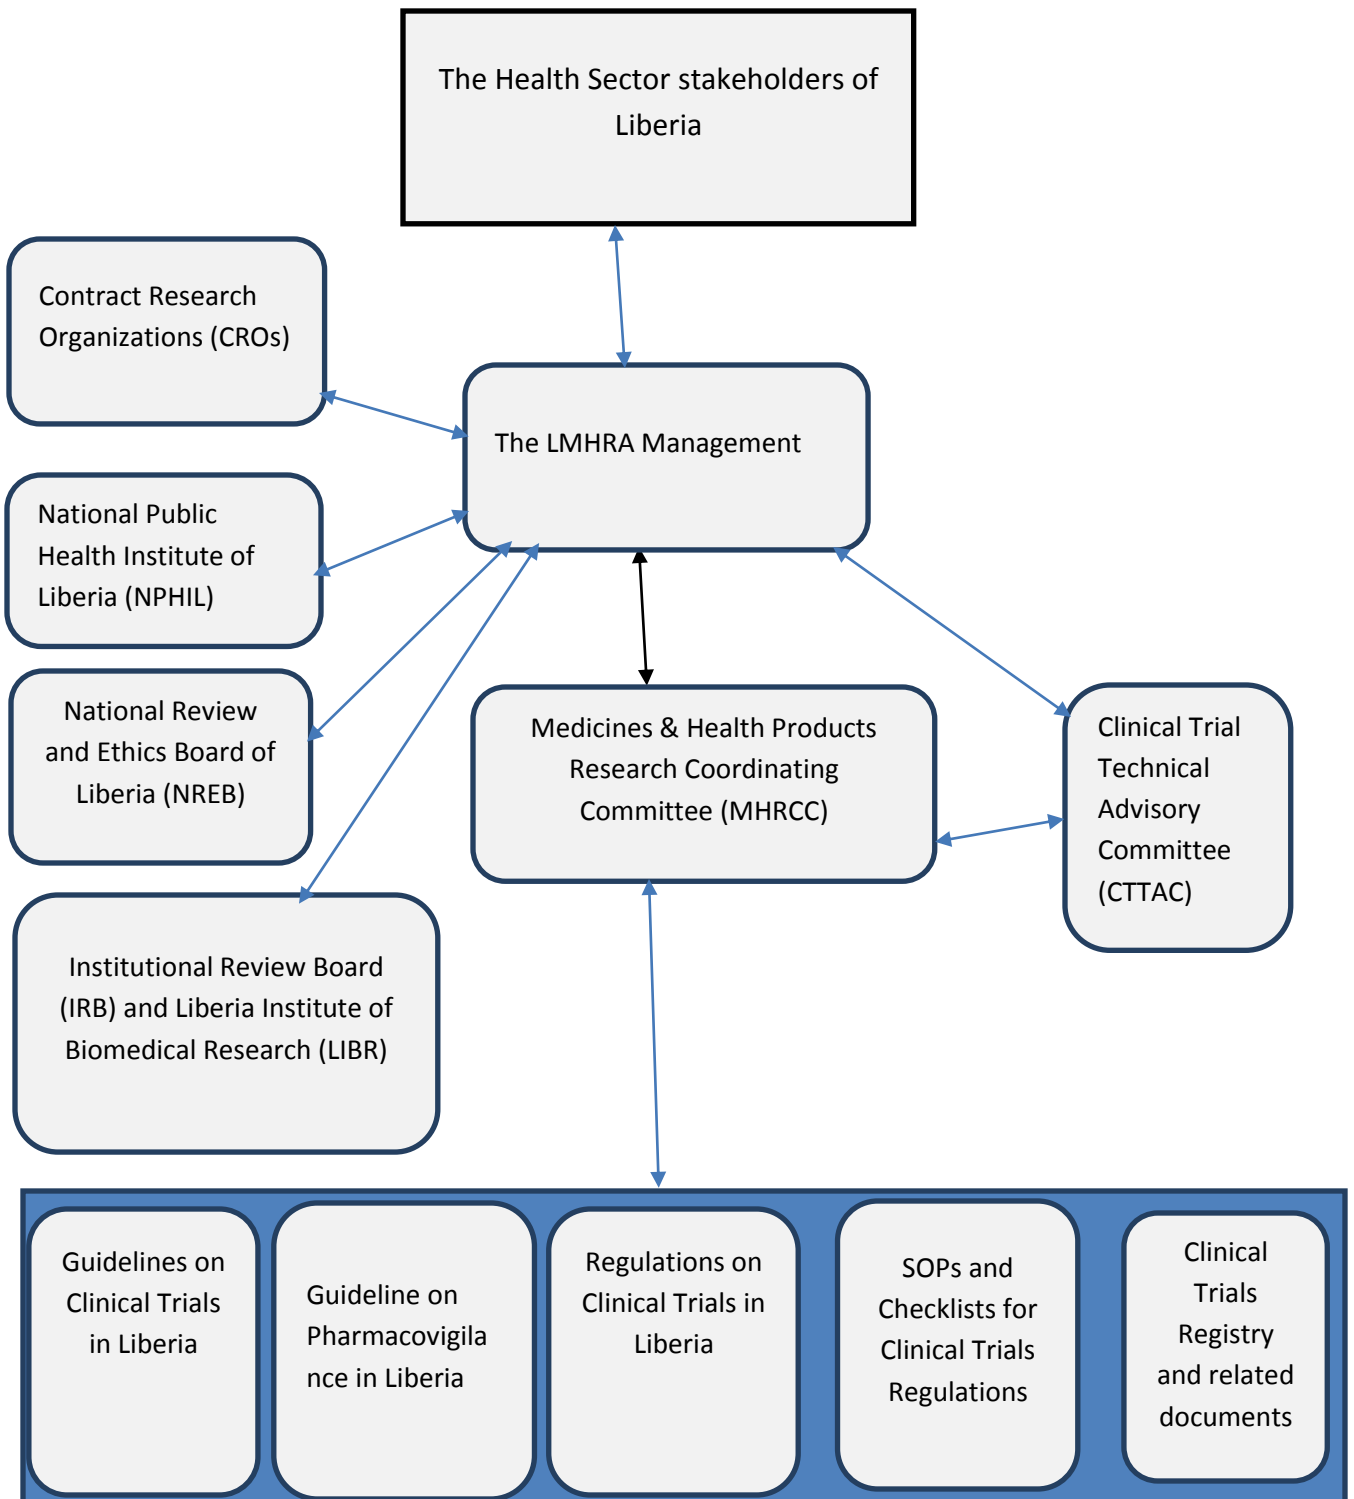 The Health Sector stakeholders of
Liberia
Contract Research
Organizations (CROs)
The LMHRA Management
National Public
Health Institute of
Liberia (NPHIL)
National Review
and Ethics Board of
Liberia (NREB)
Medicines & Health Products
Research Coordinating
Committee (MHRCC)
Clinical Trial
Technical
Advisory
Committee
(CTTAC)
Institutional Review Board
(IRB) and Liberia Institute of
Biomedical Research (LIBR)
Guidelines on
Clinical Trials
in Liberia
Guideline on
Pharmacovigila
nce in Liberia
Regulations on
Clinical Trials in
Liberia
SOPs and
Checklists for
Clinical Trials
Regulations
Clinical
Trials
Registry
and related
documents